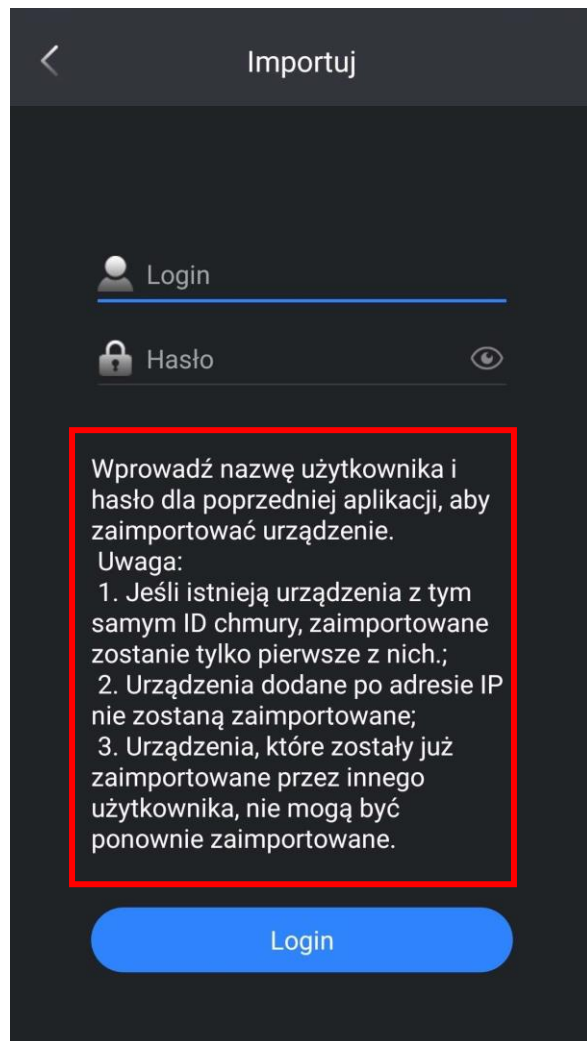 Importuj
Login
Hasło
Wprowadź nazwę użytkownika i
hasło dla poprzedniej aplikacji, aby
zaimportować urządzenie.
Uwaga:
1. Jeśli istnieją urządzenia z tym
samym ID chmury, zaimportowane
zostanie tylko pierwsze z nich.;
2. Urządzenia dodane po adresie IP
nie zostaną zaimportowane;
3. Urządzenia, które zostały już
zaimportowane przez innego
użytkownika, nie mogą być
ponownie zaimportowane.
Login